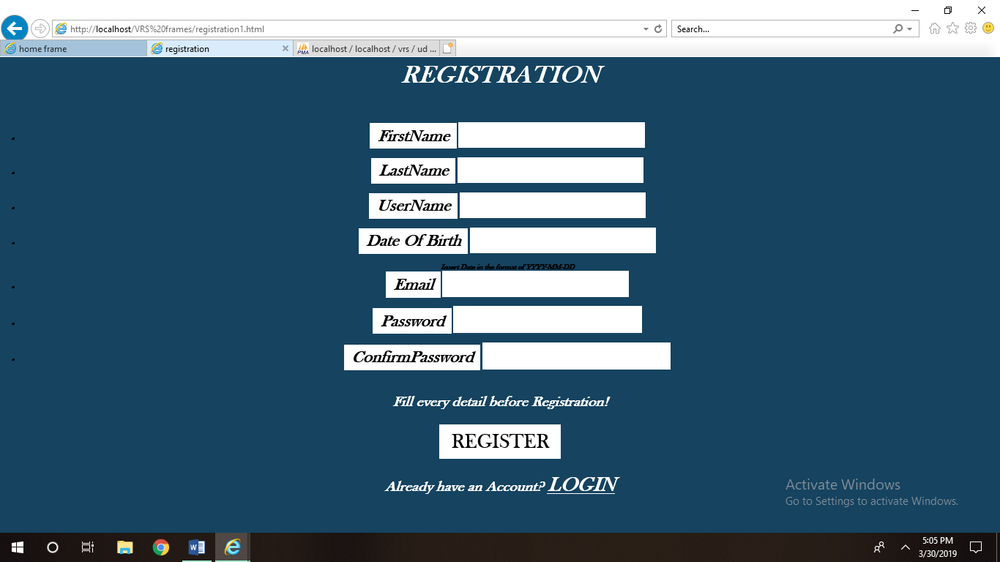 http://localhost/VRS%20frames/registration1.html
Search...
home frame
registration
PMA
localhost / localhost / vrs / ud ...
REGISTRATION
FirstName
LastName
UserName
Date Of Birth
Insert Date in the format of YYYY-MM-DD
Email
Password
ConfirmPassword
Fill every detail before Registration!
REGISTER
Already have an Account? LOGIN
Activate Windows
Go to Settings to activate Windows.
5:05 PM
3/30/2019